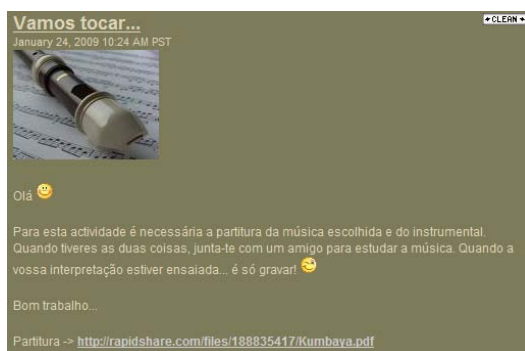 Vamos tocar...
CLEAN
January 24, 2009 10:24 AM PST
Olá
Para esta actividade é necessária a partitura da música escolhida e do instrumental.
Quando tiveres as duas coisas, junta-te com um amigo para estudar a música. Quando a
vossa interpretação estiver ensaiada... é só gravar!
Bom trabalho...
Partitura -> http://rapidshare.com/files/188835417/Kumbaya.pdf